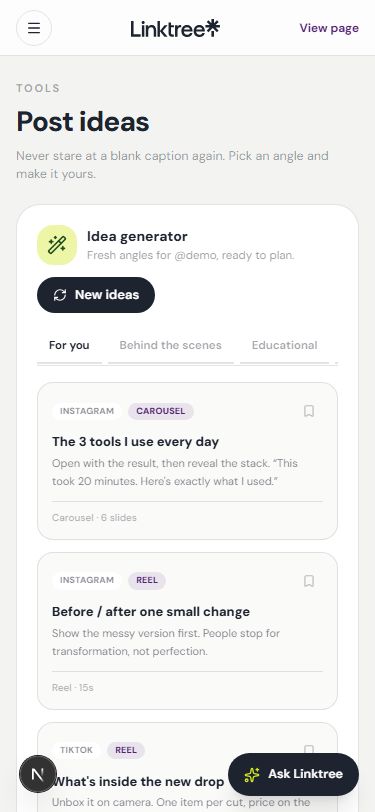 Linktree
View page
TOOLS
Post ideas
Never stare at a blank caption again. Pick an angle and
make it yours.
Idea generator
Fresh angles for @demo, ready to plan.
New ideas
For you
Behind the scenes
Educational
INSTAGRAM
CAROUSEL
The 3 tools I use every day
Open with the result, then reveal the stack. “This
took 20 minutes. Here's exactly what I used.”
Carousel · 6 slides
INSTAGRAM
REEL
Before / after one small change
Show the messy version first. People stop for
transformation, not perfection.
Reel · 15s
TIKTOK
REEL
What's inside the new drop
Unbox it on camera. One item per cut, price on the
N
Ask Linktree